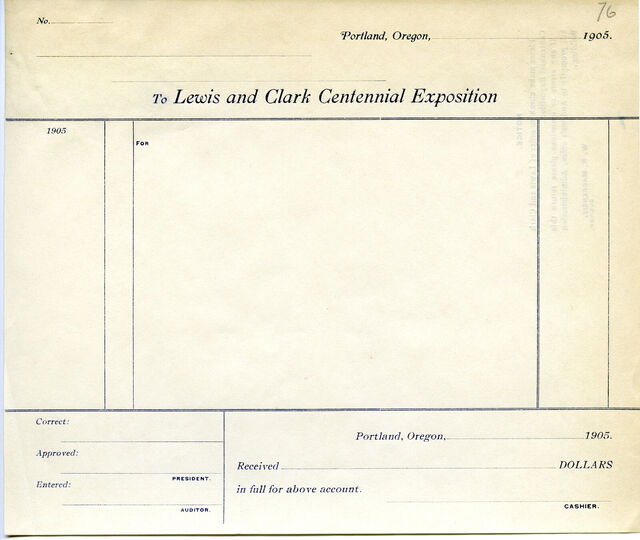 76
No.
Portland, Oregon, 1905.
To Lewis and Clark Centennial Exposition
1905
For
Correct:
Approved:
PRESIDENT.
Entered:
AUDITOR.
Portland, Oregon, 1905.
Received DOLLARS
in full for above account.
CASHIER.